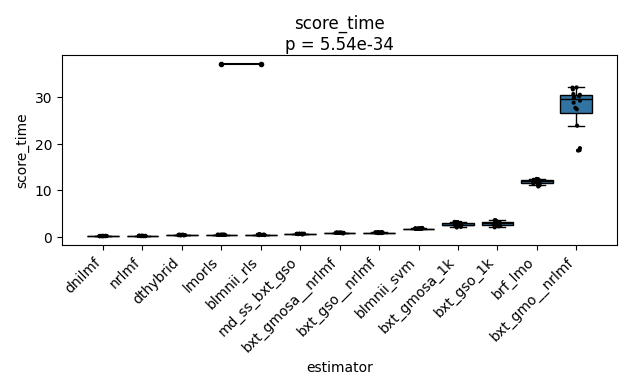 score_time
p = 5.54e-34
score_time
30
20
10
0
dnilmf
nrlmf
dthybrid
lmorls
blmnii_rls
md_ss_bxt_gso
bxt_gmosa__nrlmf
bxt_gso__nrlmf
blmnii_svm
bxt_gmosa_1k
bxt_gso_1k
brf_lmo
bxt_gmo__nrlmf
estimator